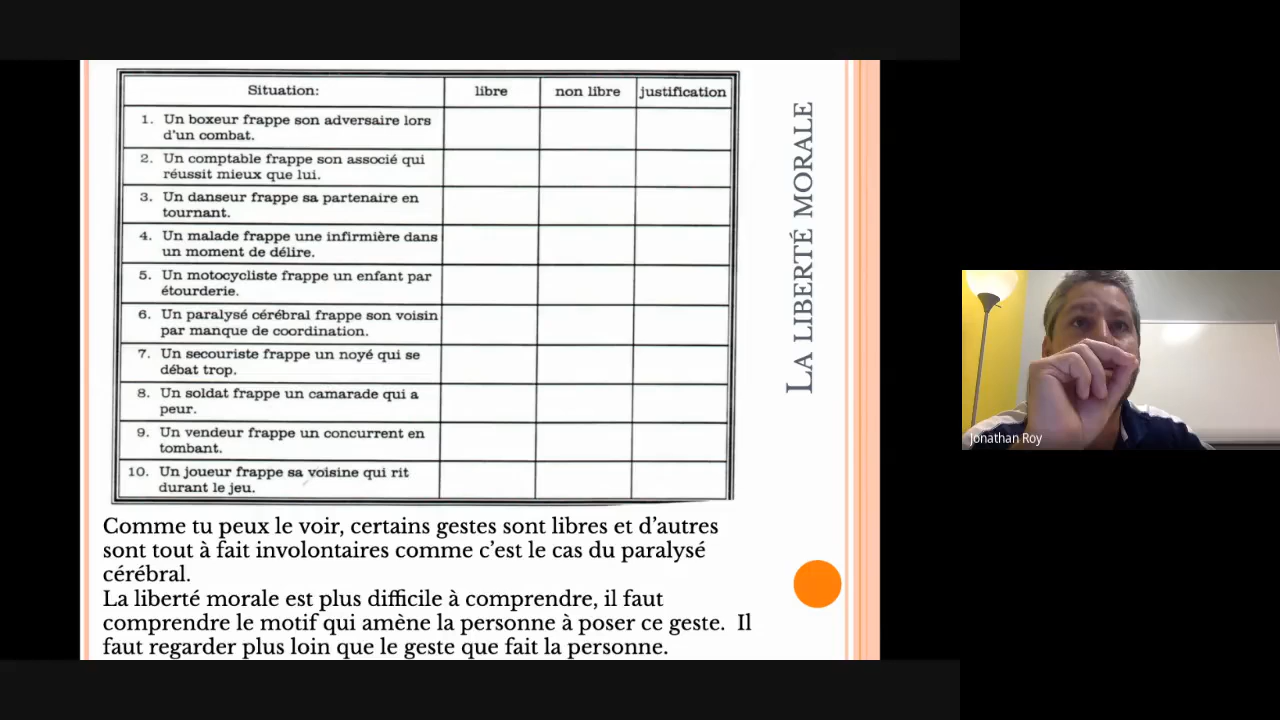 Situation: libre non libre justification
1. Un boxeur frappe son adversaire lors
d'un combat.
2. Un comptable frappe son associé qui
réussit mieux que lui.
3. Un danseur frappe sa partenaire en
tournant.
4. Un malade frappe une infirmière dans
un moment de délire.
5. Un motocycliste frappe un enfant par
étourderie.
6. Un paralysé cérébral frappe son voisin
par manque de coordination.
7. Un secouriste frappe un noyé qui se
débat trop.
8. Un soldat frappe un camarade qui a
peur.
9. Un vendeur frappe un concurrent en
tombant.
10. Un joueur frappe sa voisine qui rit
durant le jeu.
Comme tu peux le voir, certains gestes sont libres et d'autres
sont tout à fait involontaires comme c'est le cas du paralysé
cérébral.
La liberté morale est plus difficile à comprendre, il faut
comprendre le motif qui amène la personne à poser ce geste. Il
faut regarder plus loin que le geste que fait la personne.
LA LIBERTÉ MORALE
Jonathan Roy